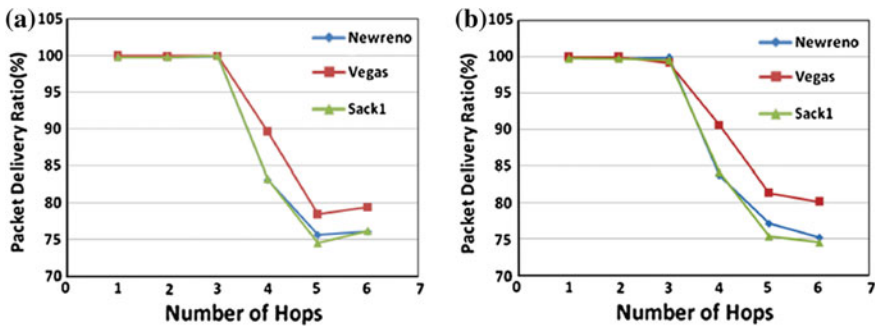 (a)
105
100
95
90
85
80
75
70
Packet Delivery Ratio(%)
Newreno
Vegas
Sack1
0 1 2 3 4 5 6 7
Number of Hops
(b)
105
100
95
90
85
80
75
70
Packet Delivery Ratio(%)
Newreno
Vegas
Sack1
0 1 2 3 4 5 6 7
Number of Hops